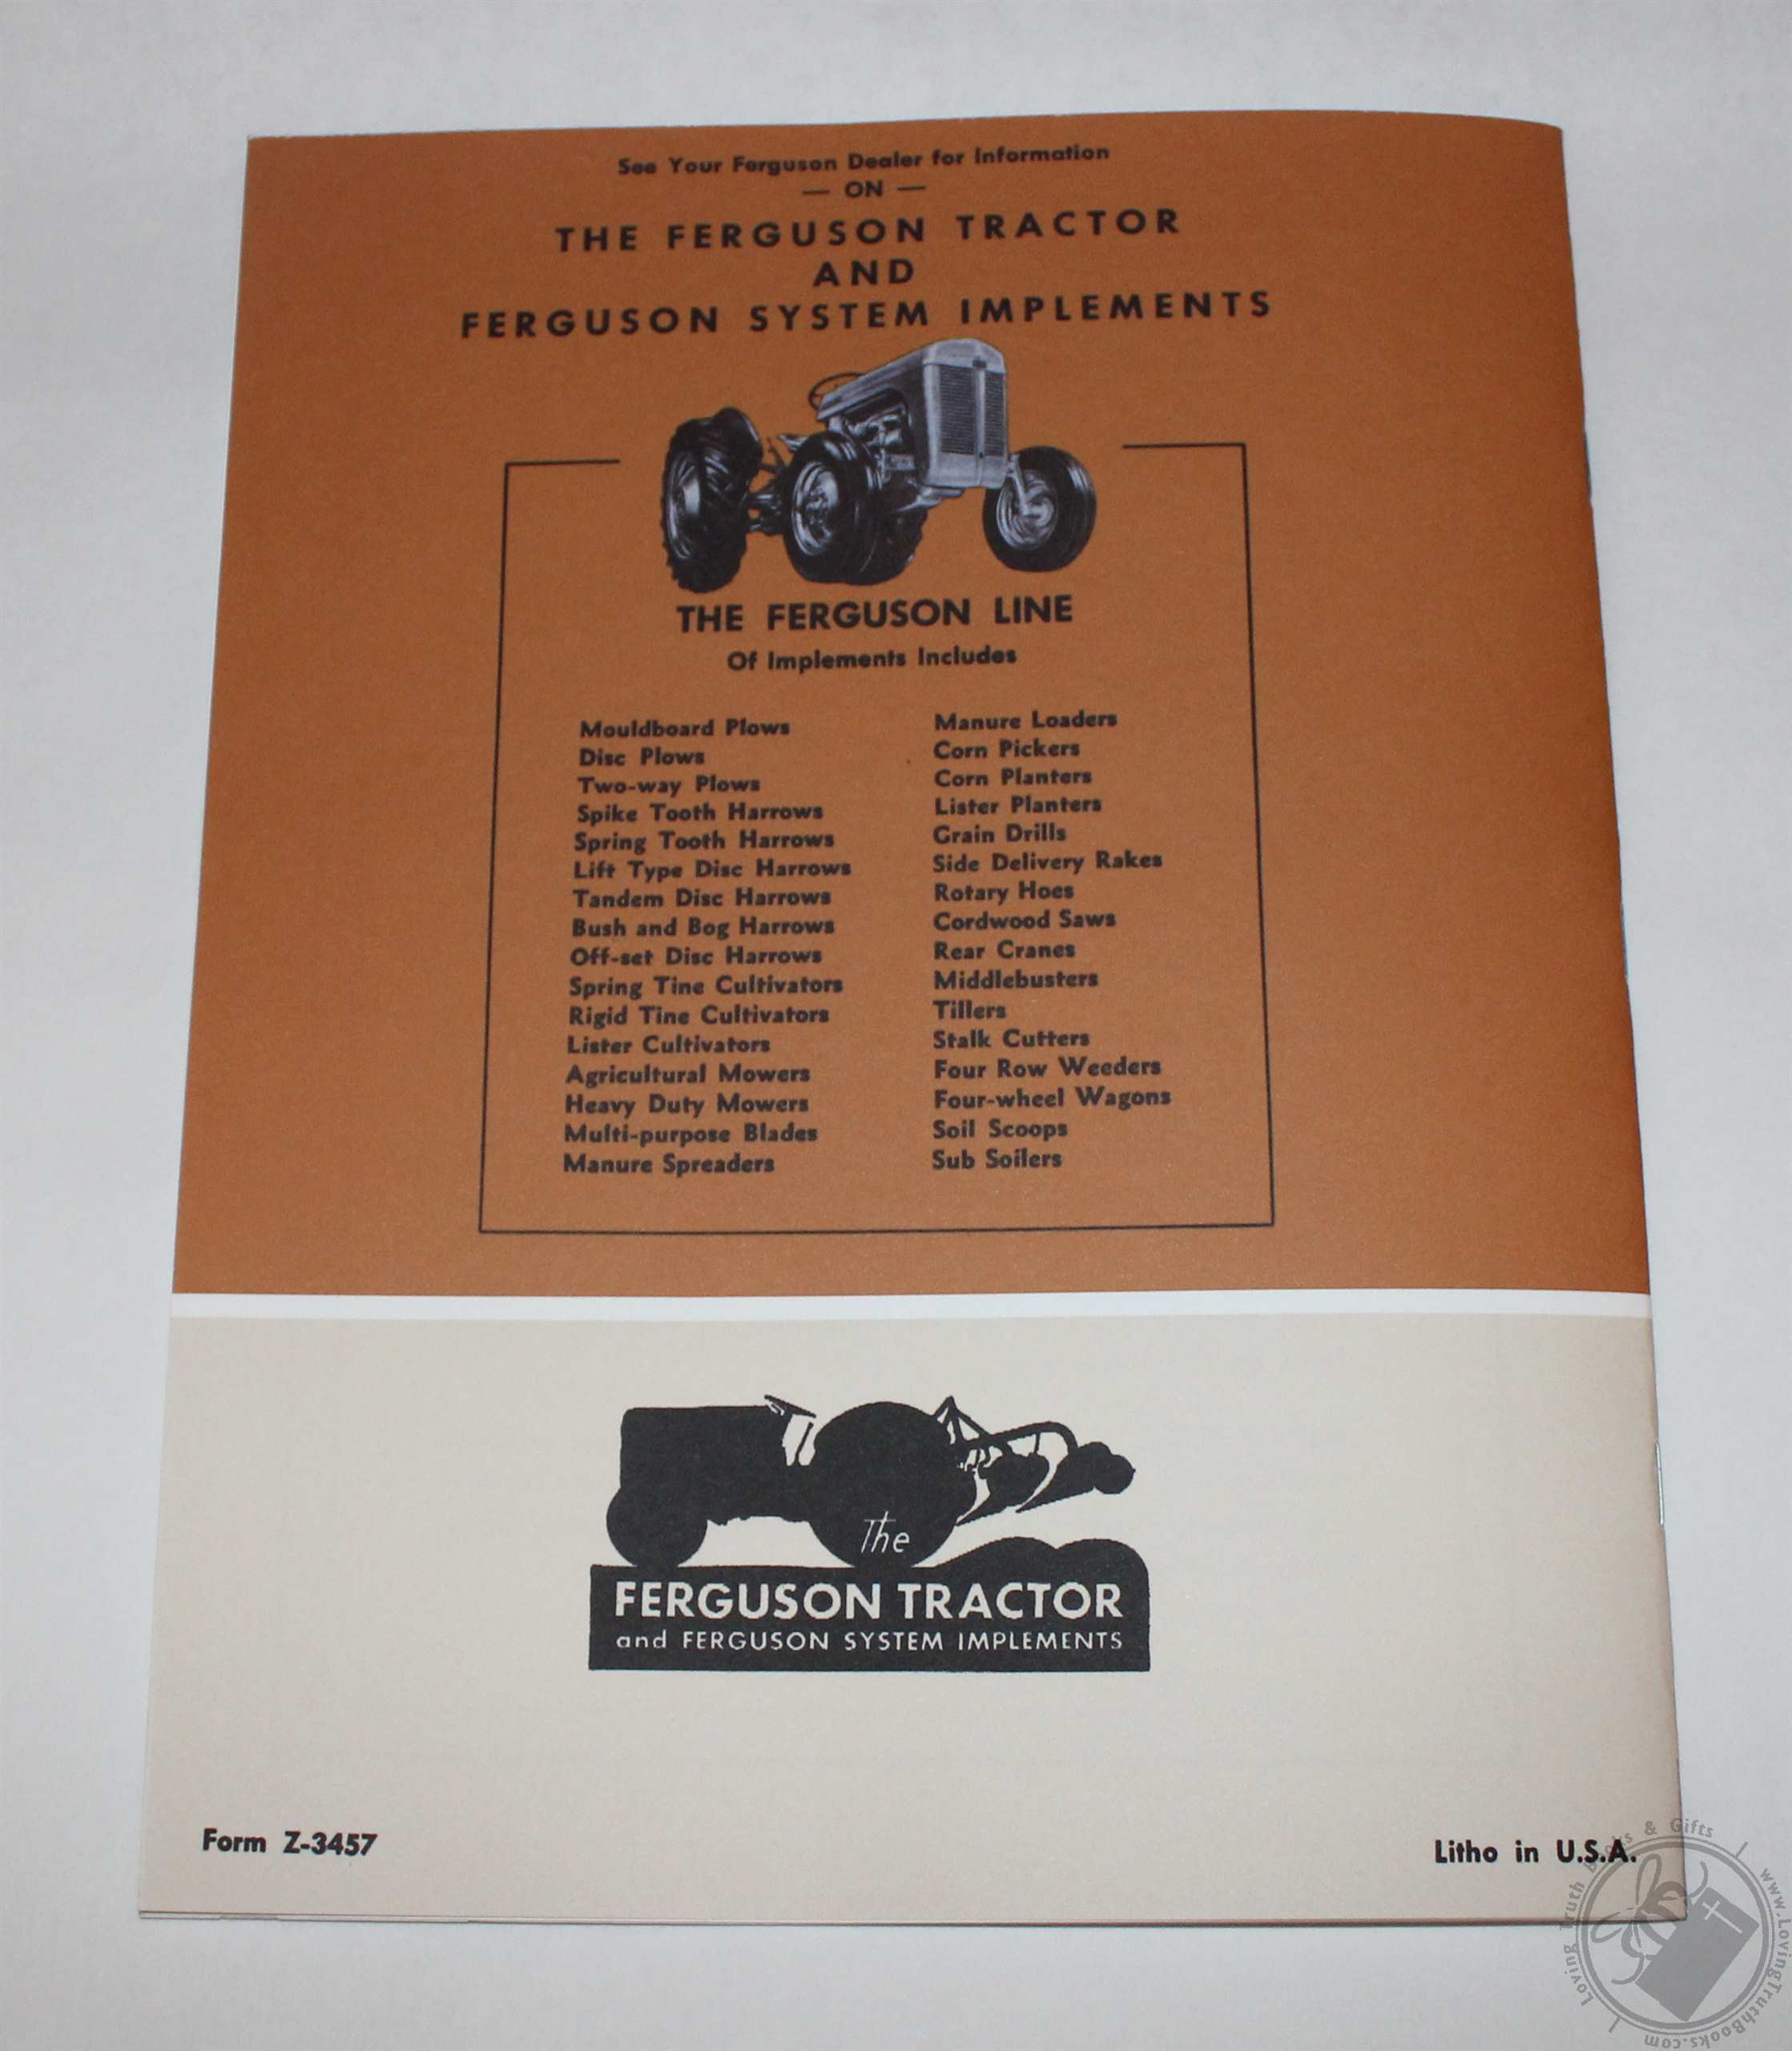 See Your Ferguson Dealer for Information
— ON —
THE FERGUSON TRACTOR
AND
FERGUSON SYSTEM IMPLEMENTS
THE FERGUSON LINE
Of Implements Includes
Mouldboard Plows
Disc Plows
Two-way Plows
Spike Tooth Harrows
Spring Tooth Harrows
Lift Type Disc Harrows
Tandem Disc Harrows
Bush and Bog Harrows
Off-set Disc Harrows
Spring Tine Cultivators
Rigid Tine Cultivators
Lister Cultivators
Agricultural Mowers
Heavy Duty Mowers
Multi-purpose Blades
Manure Spreaders
Manure Loaders
Corn Pickers
Corn Planters
Lister Planters
Grain Drills
Side Delivery Rakes
Rotary Hoes
Cordwood Saws
Rear Cranes
Middlebusters
Tillers
Stalk Cutters
Four Row Weeders
Four-wheel Wagons
Soil Scoops
Sub Soilers
The
FERGUSON TRACTOR
and FERGUSON SYSTEM IMPLEMENTS
Form Z-3457
Litho in U.S.A.
Loving Truth Books & Gifts
www.LovingTruthBooks.com